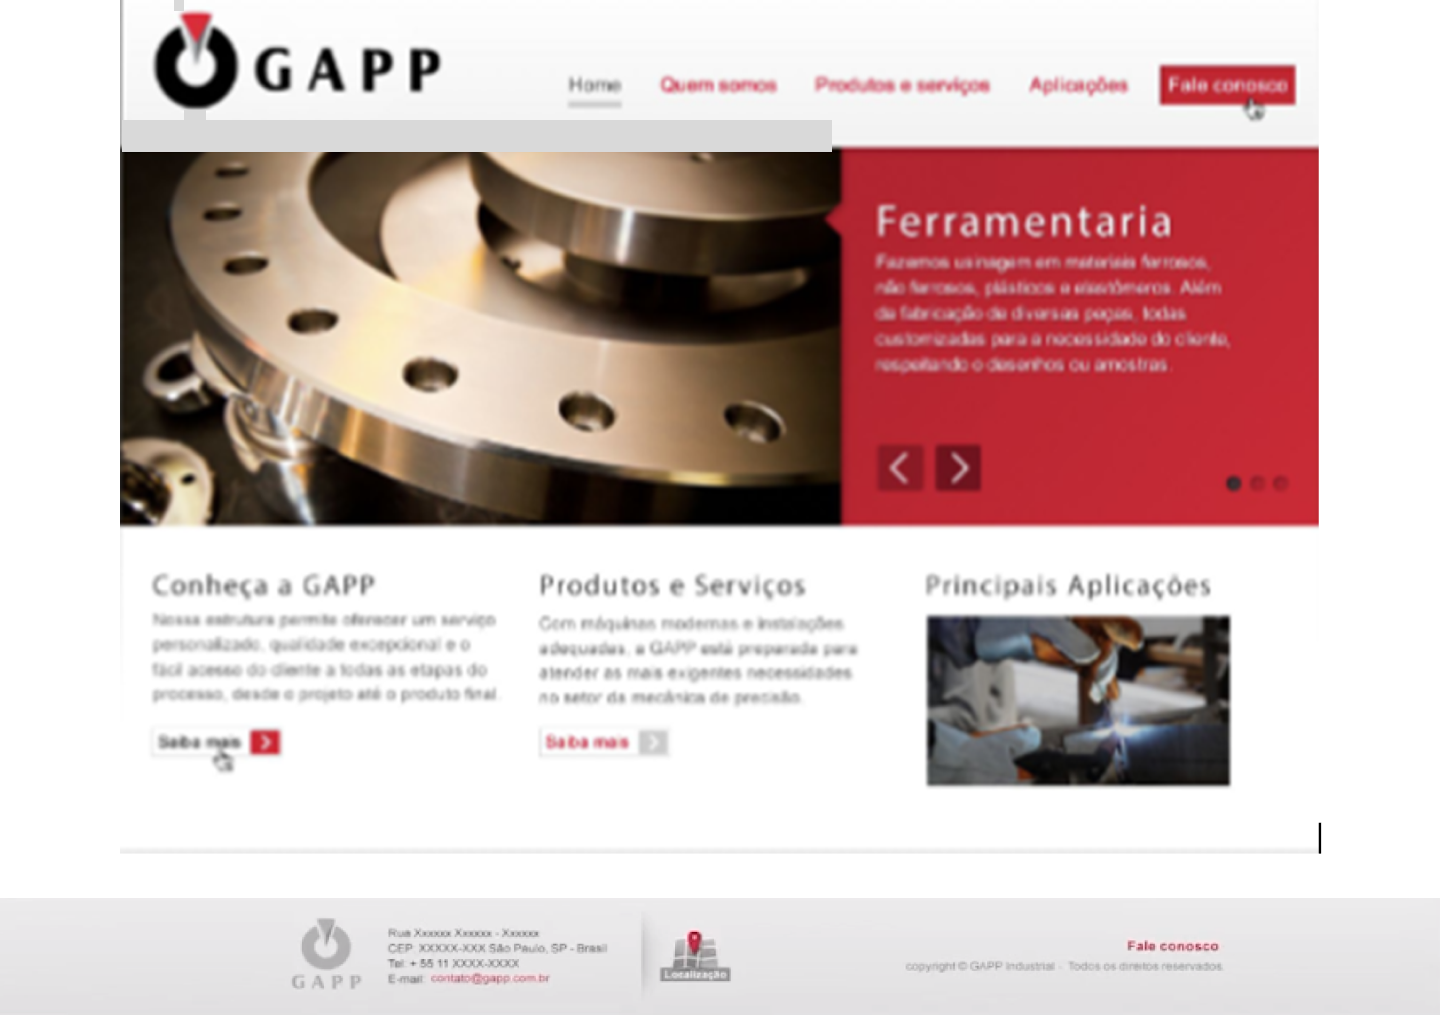 GAPP
Home Quem somos Produtos e serviços Aplicações Fale conosco
Ferramentaria
Fazemos usinagem em materiais ferrosos,
não ferrosos, plásticos e elastômeros. Além
da fabricação de diversas peças, todas
customizadas para a necessidade do cliente,
respeitando o desenhos ou amostras.
Conheça a GAPP
Nossa estrutura permite oferecer um serviço
personalizado, qualidade excepcional e o
fácil acesso do cliente a todas as etapas do
processo, desde o projeto até o produto final.
Saiba mais
Produtos e Serviços
Com máquinas modernas e instalações
adequadas, a GAPP está preparada para
atender as mais exigentes necessidades
no setor da mecânica de precisão.
Saiba mais
Principais Aplicações
GAPP
Rua Xxxxxx Xxxxxx - Xxxxxx
CEP: XXXXX-XXX São Paulo, SP - Brasil
Tel: + 55 11 XXXX-XXXX
E-mail: contato@gapp.com.br
Localização
Fale conosco
copyright © GAPP Industrial - Todos os direitos reservados.